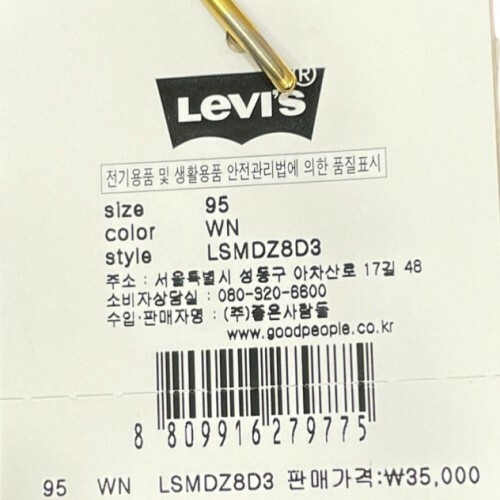 LEVI'S ®
전기용품 및 생활용품 안전관리법에 의한 품질표시
size 95
color WN
style LSMDZ8D3
주소 : 서울특별시 성동구 아차산로 17길 48
소비자상담실 : 080-320-6600
수입·판매자명 : (주)좋은사람들
www.goodpeople.co.kr
8 809916 279775
95 WN LSMDZ8D3 판매가격:₩35,000